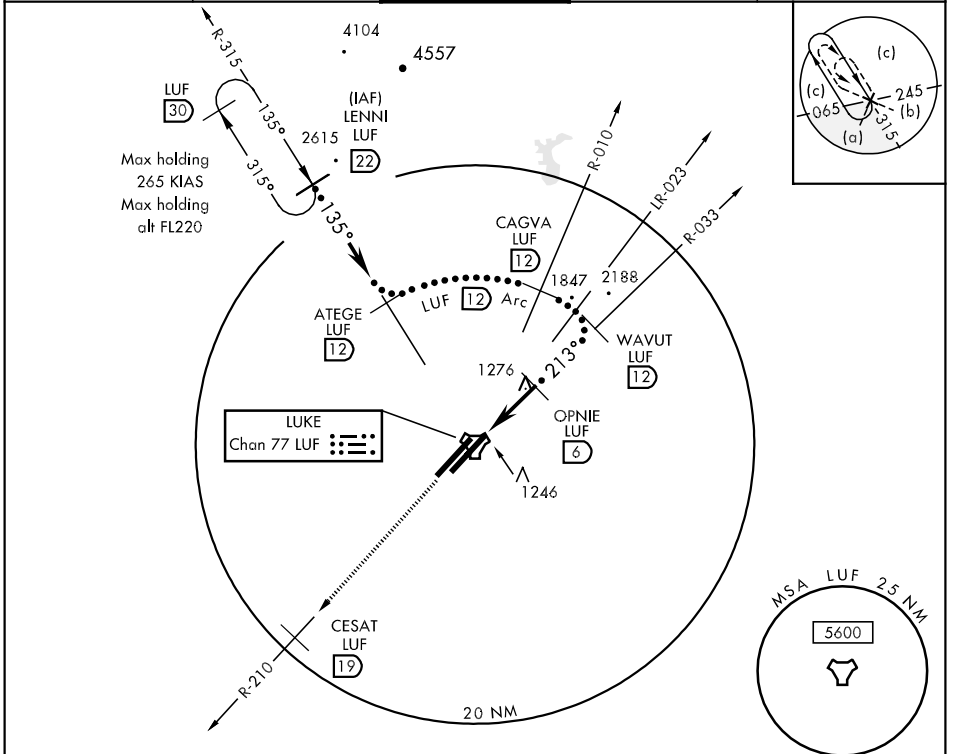 R-315
4104
4557
LUF
30
135°
(IAF)
LENNI
LUF
22
2615
315°
Max holding
265 KIAS
Max holding
alt FL220
135°
R-010
LR-023
R-033
CAGVA
LUF
12
1847
2188
ATEGE
LUF
12
LUF 12 Arc
WAVUT
LUF
12
213°
1276
OPNIE
LUF
6
LUKE
Chan 77 LUF
1246
CESAT
LUF
19
R-210
20 NM
(c)
(c)
245
065
(b)
(a)
315
MSA LUF 25 NM
5600